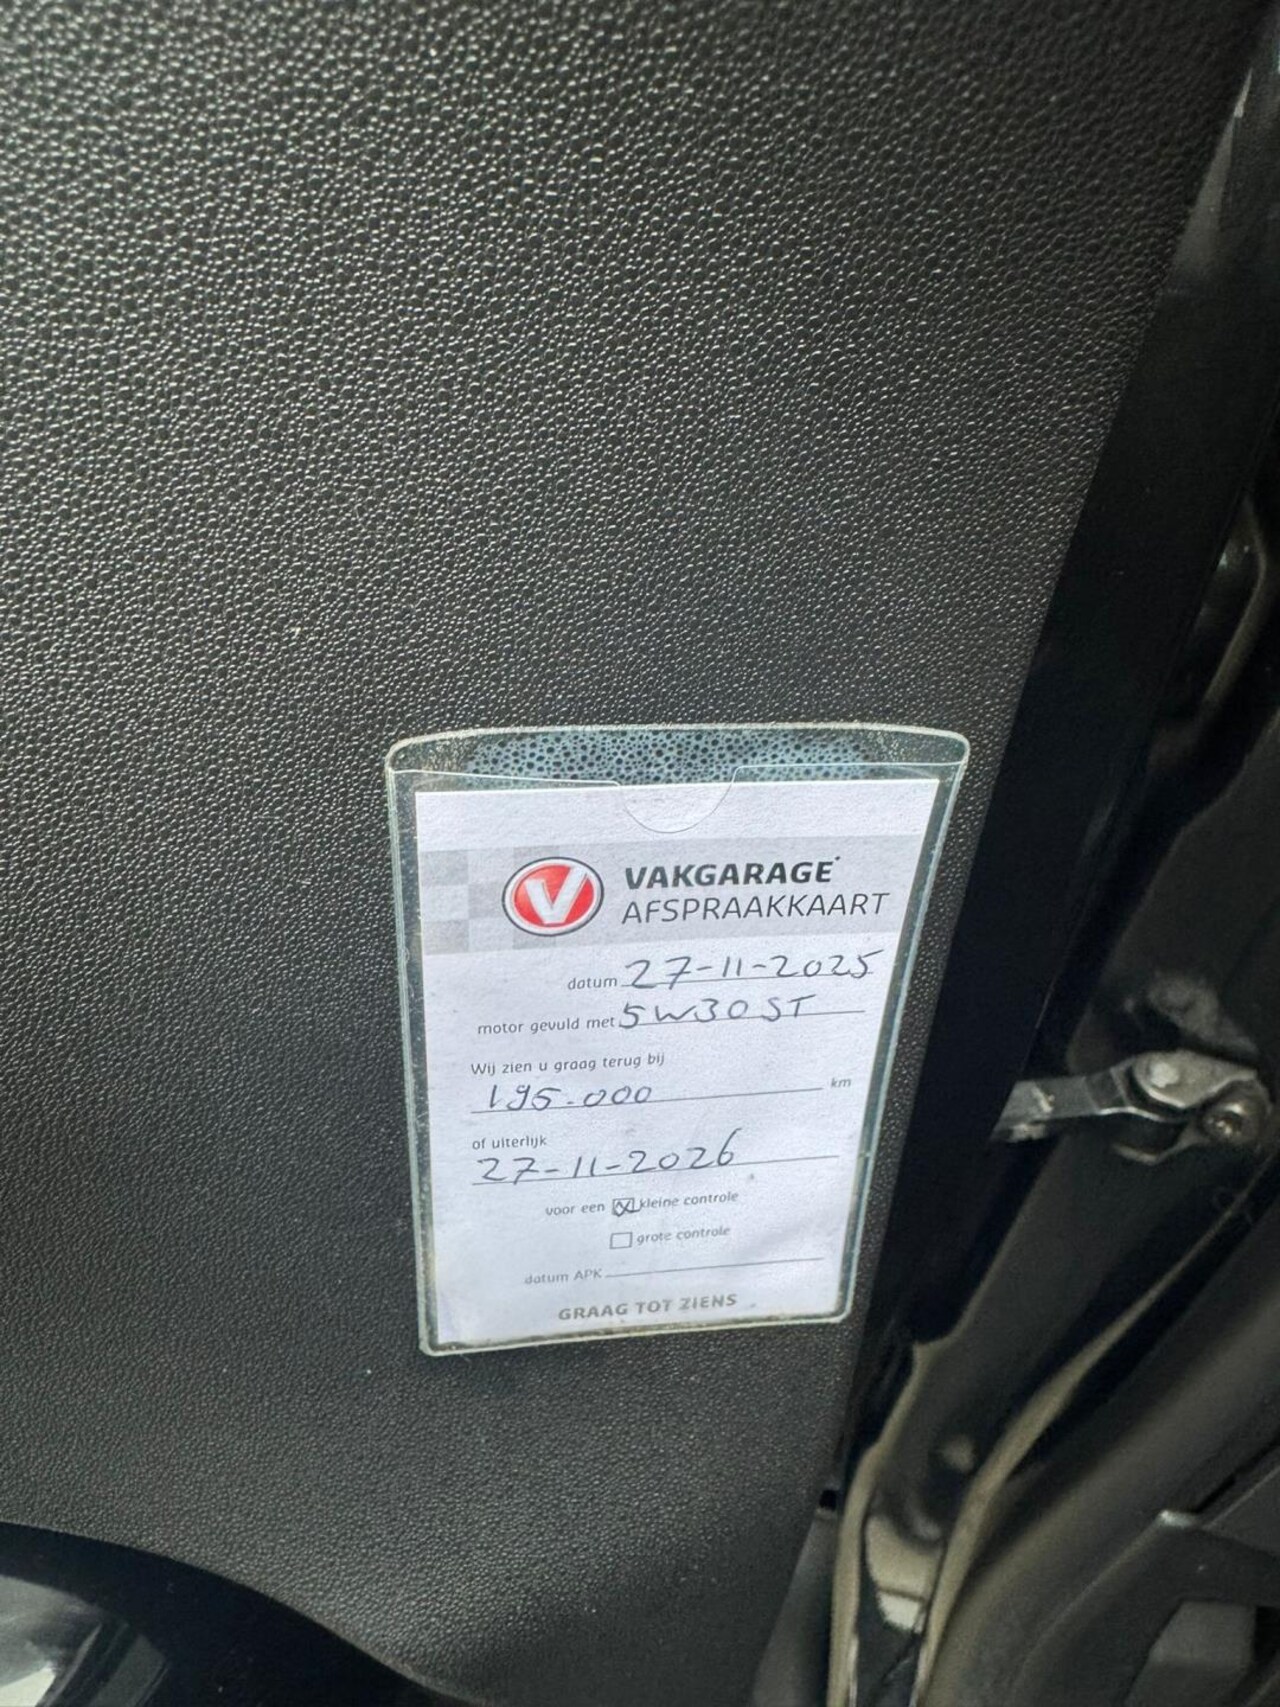 V VAKGARAGE
AFSPRAAKKAART
datum 27-11-2025
motor gevuld met 5W30 ST
Wij zien u graag terug bij
195.000 km
of uiterlijk
27-11-2026
voor een ☒ kleine controle
☐ grote controle
datum APK
GRAAG TOT ZIENS